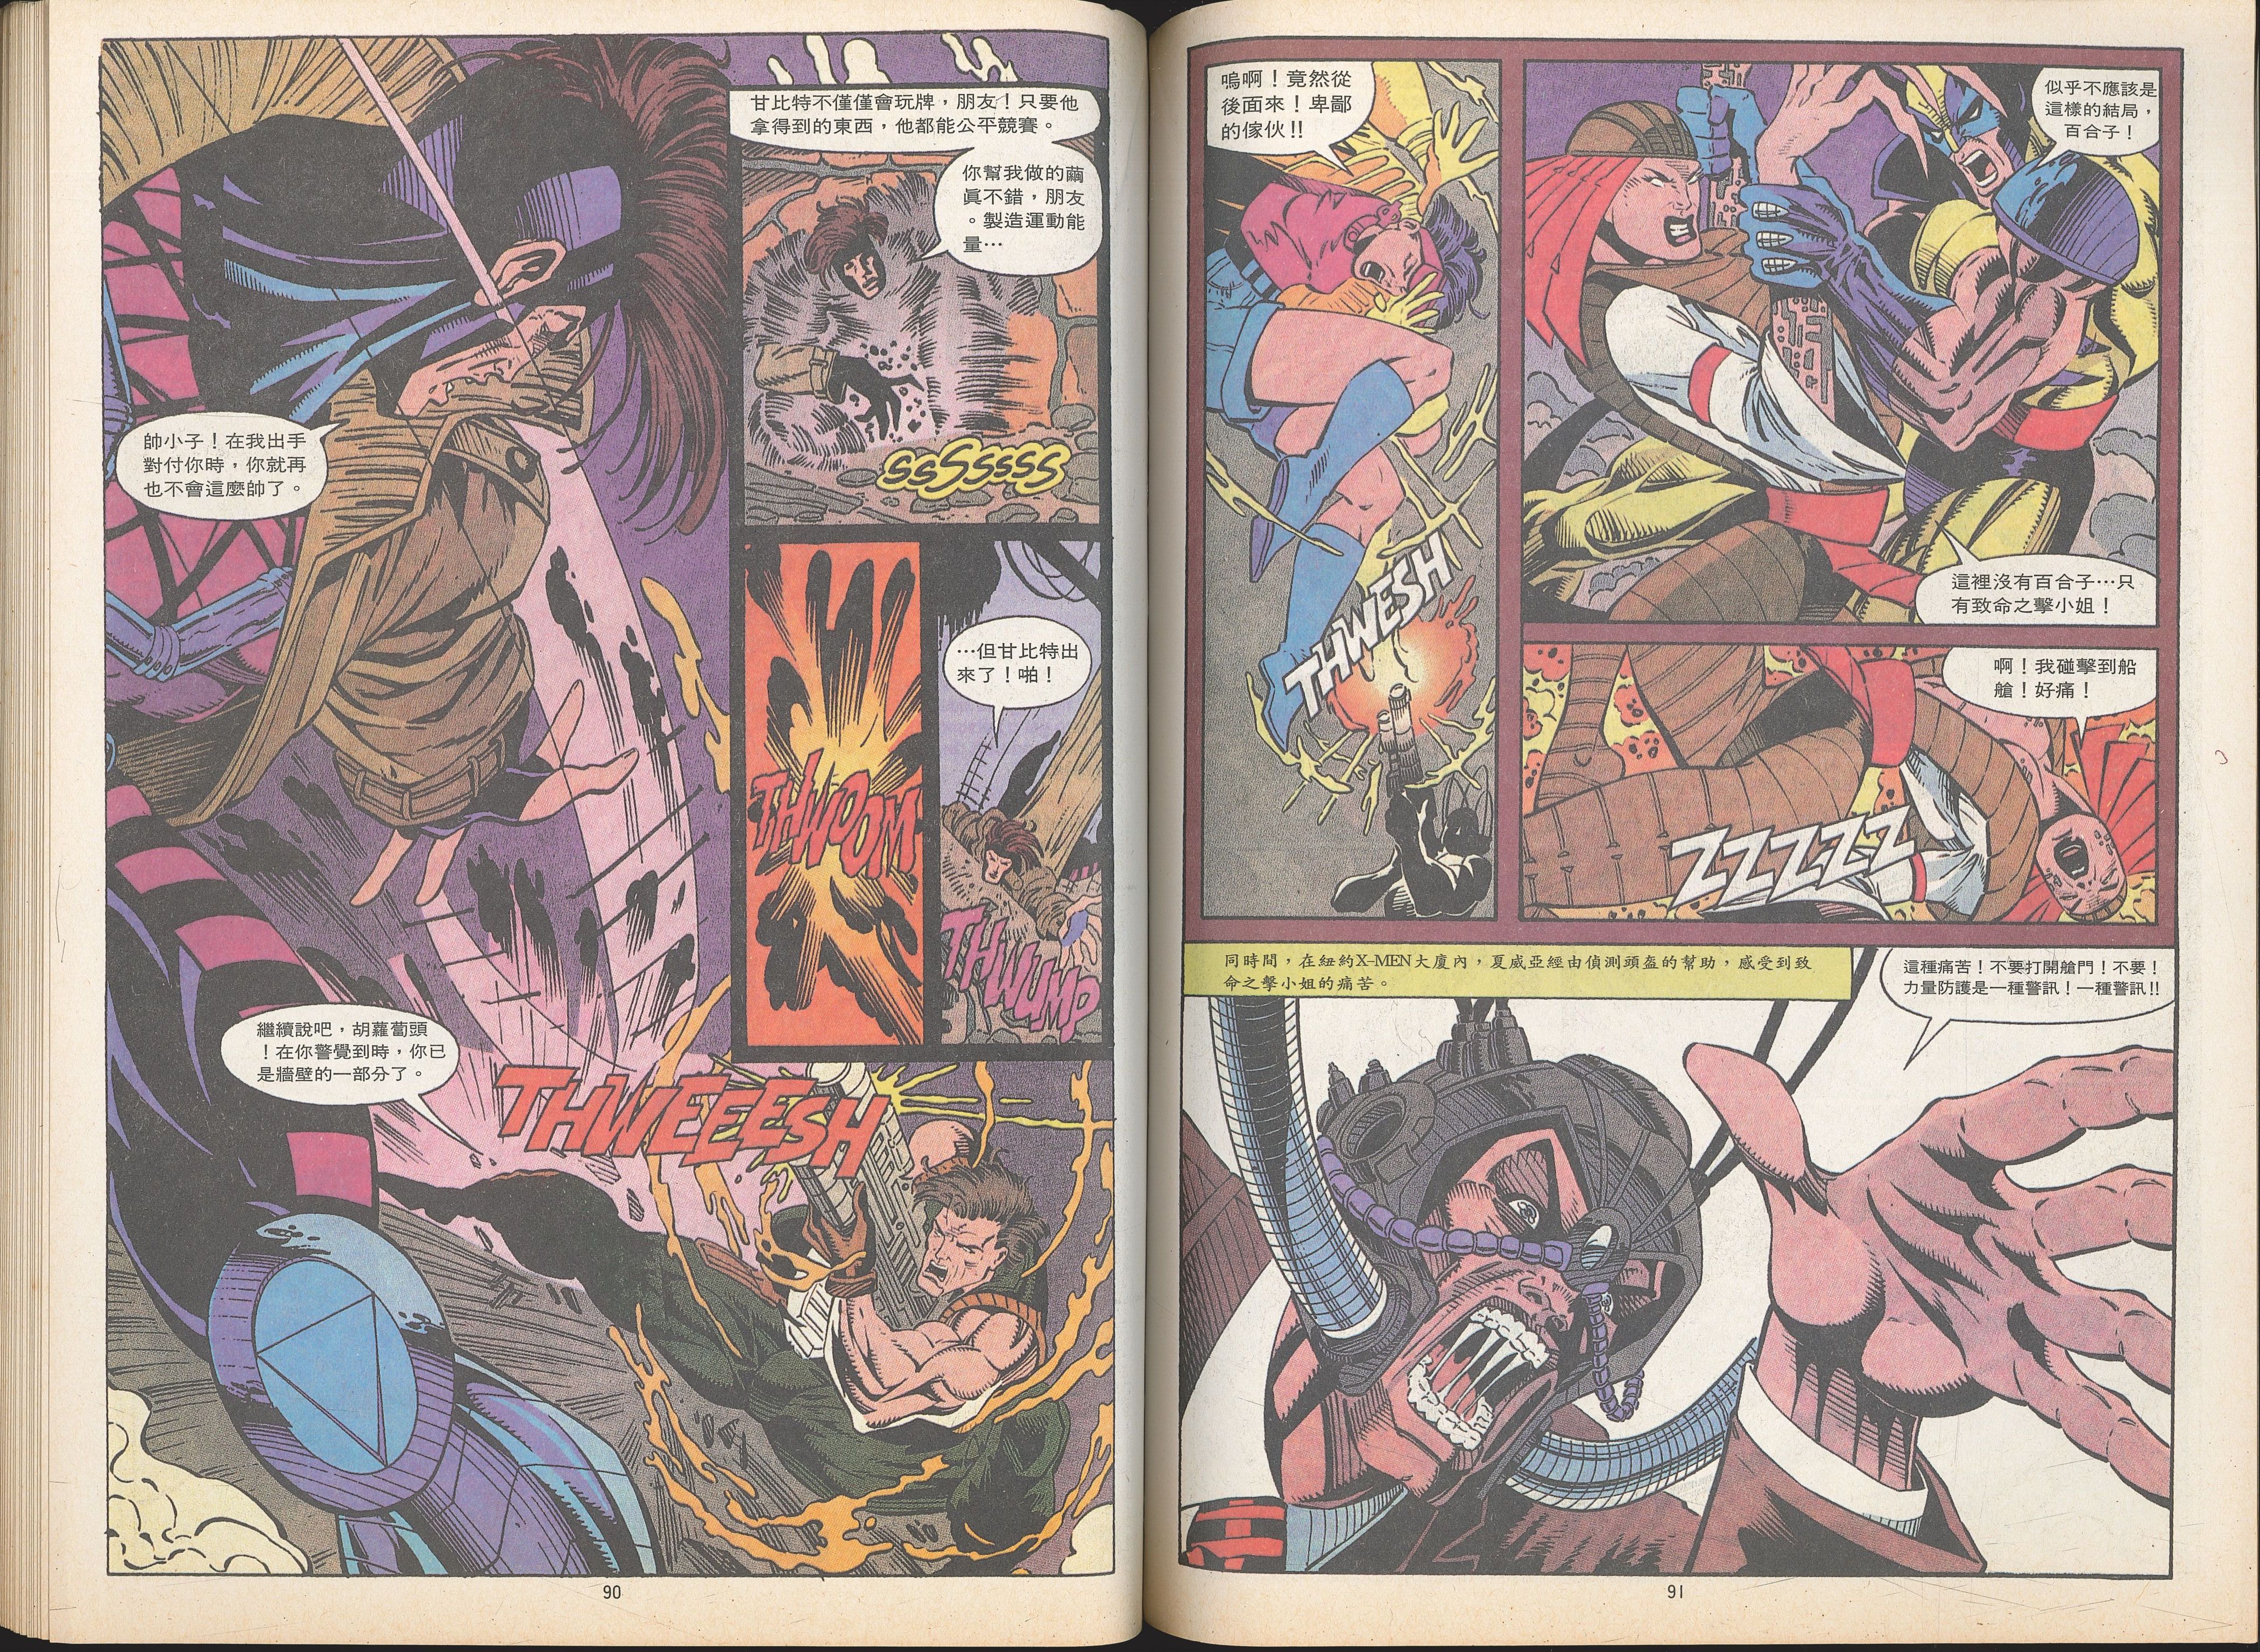 帥小子！在我出手
對付你時，你就再
也不會這麼帥了。
繼續說吧，胡蘿蔔頭
！在你警覺到時，你已
是牆壁的一部分了。
THWEEESH
甘比特不僅僅會玩牌，朋友！只要他
拿得到的東西，他都能公平競賽。
你幫我做的繭
眞不錯，朋友
。製造運動能
量…
SSSSSSS
THWOOM
…但甘比特出
來了！啪！
THWUMP
90
嗚啊！竟然從
後面來！卑鄙
的傢伙!!
THWESH
似乎不應該是
這樣的結局，
百合子！
這裡沒有百合子…只
有致命之擊小姐！
啊！我碰擊到船
艙！好痛！
ZZZZZ
同時間，在紐約X-MEN大廈內，夏威亞經由偵測頭盔的幫助，感受到致
命之擊小姐的痛苦。
這種痛苦！不要打開艙門！不要！
力量防護是一種警訊！一種警訊!!
91